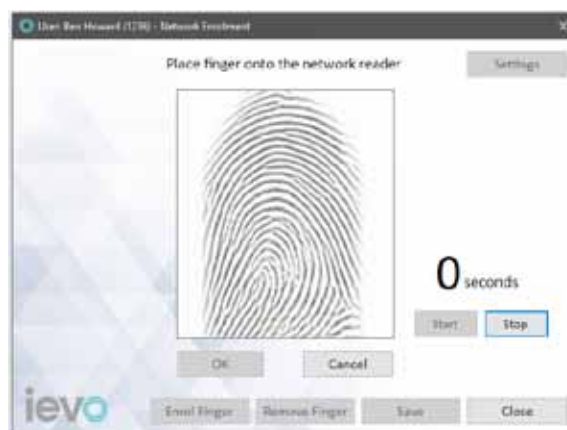 User: Ben Howard (1236) - Network Enrolment
Place finger onto the network reader
Settings
0 seconds
Start
Stop
OK
Cancel
ievo
Enrol Finger
Remove Finger
Save
Close